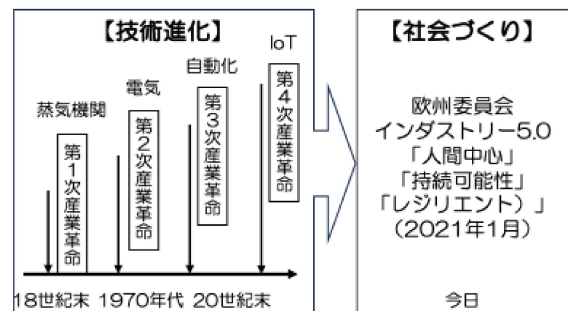 【技術進化】
IoT
自動化
電気
蒸気機関
第1次産業革命
第2次産業革命
第3次産業革命
第4次産業革命
18世紀末 1970年代 20世紀末
【社会づくり】
欧州委員会
インダストリー5.0
「人間中心」
「持続可能性」
「レジリエント）」
（2021年1月）
今日